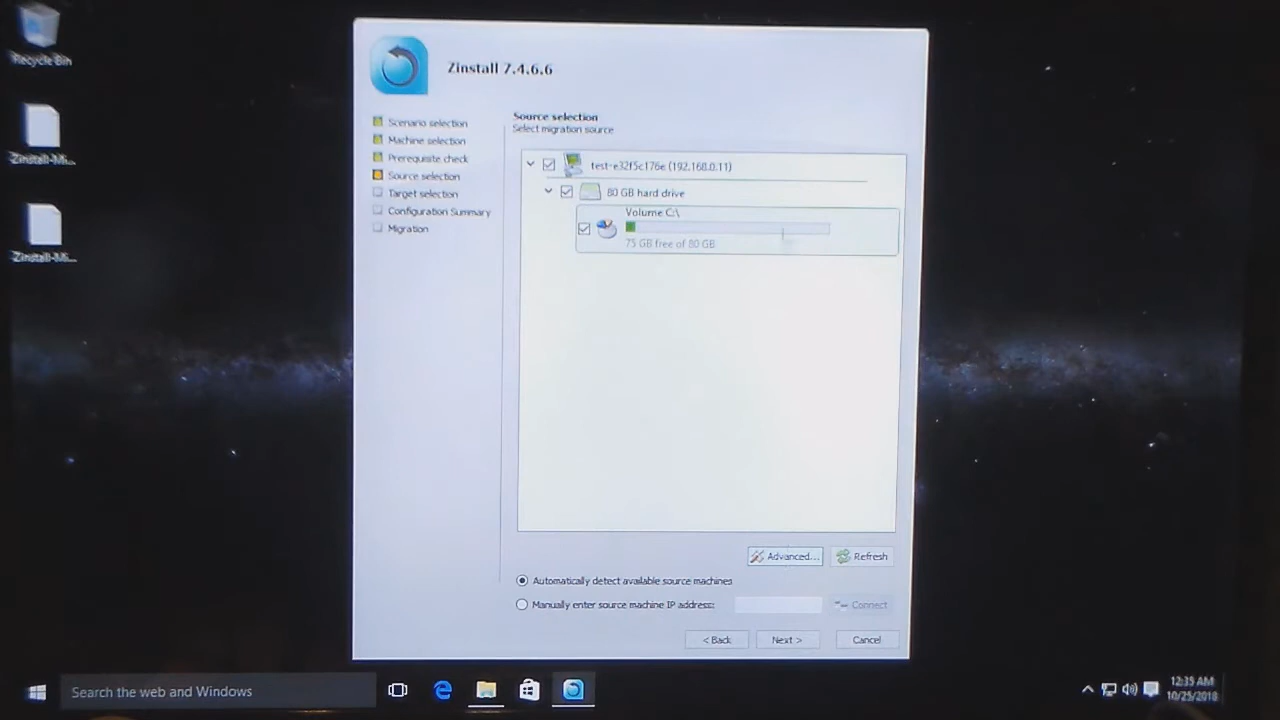 Recycle Bin
Zinstall-Mi...
Zinstall-Mi...
Zinstall 7.4.6.6
Scenario selection
Machine selection
Prerequisite check
Source selection
Target selection
Configuration Summary
Migration
Source selection
Select migration source
test-e32f5c176e (192.168.0.11)
80 GB hard drive
Volume C:\
75 GB free of 80 GB
Advanced...
Refresh
Automatically detect available source machines
Manually enter source machine IP address:
Connect
< Back
Next >
Cancel
Search the web and Windows
12:35 AM
10/25/2018